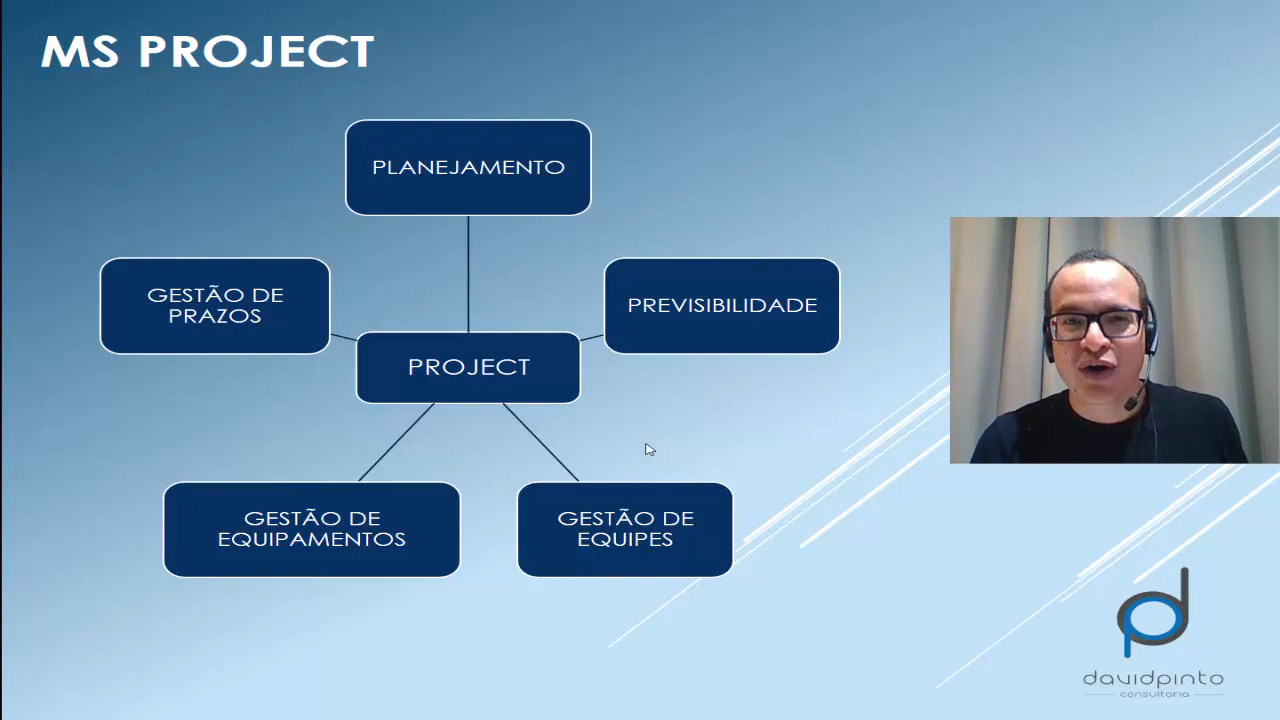 MS PROJECT
PLANEJAMENTO
GESTÃO DE
PRAZOS
PREVISIBILIDADE
PROJECT
GESTÃO DE
EQUIPAMENTOS
GESTÃO DE
EQUIPES
davidpinto
consultoria